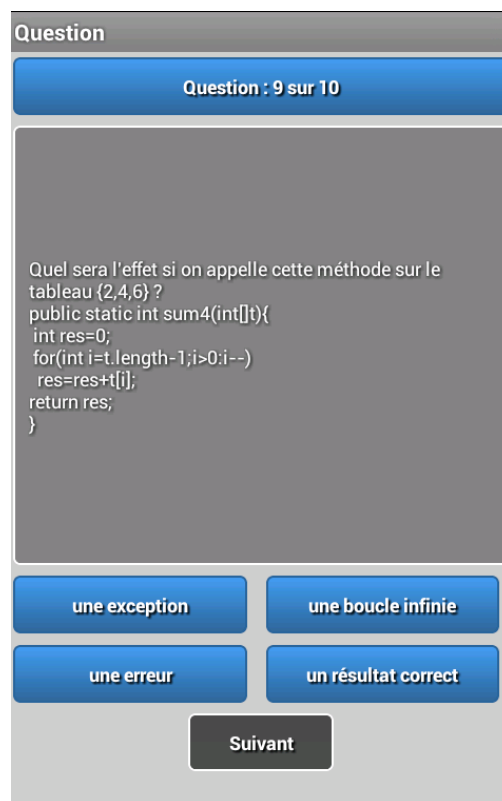 Question
Question : 9 sur 10
Quel sera l'effet si on appelle cette méthode sur le
tableau {2,4,6} ?
public static int sum4(int[]t){
int res=0;
for(int i=t.length-1;i>0:i--)
res=res+t[i];
return res;
}
une exception
une boucle infinie
une erreur
un résultat correct
Suivant